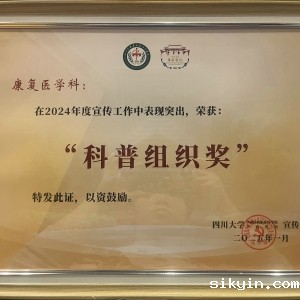 康复医学科：
在2024年度宣传工作中表现突出，荣获：
“科普组织奖”
特发此证，以资鼓励。
四川大学
宣传
二〇二五年一月
www.sikyin.com